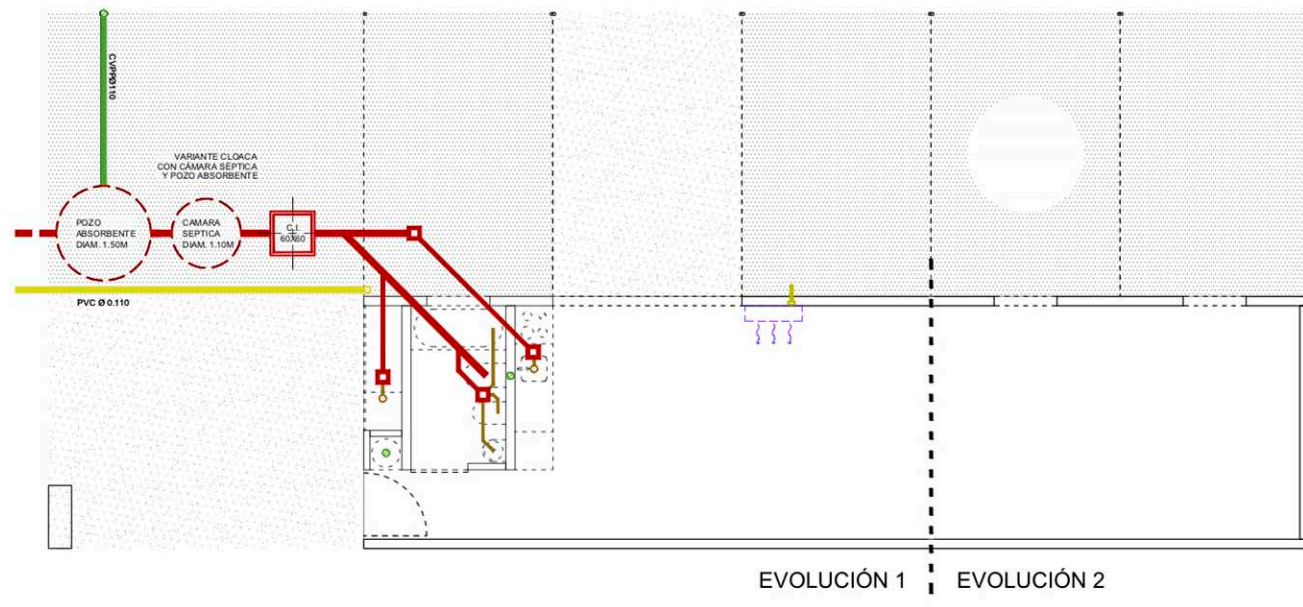 CVPPØ110
VARIANTE CLOACA
CON CÁMARA SÉPTICA
Y POZO ABSORBENTE
POZO
ABSORBENTE
DIAM. 1.50M
CAMARA
SEPTICA
DIAM. 1.10M
C.I.
60X60
PVC Ø 0.110
EVOLUCIÓN 1
EVOLUCIÓN 2